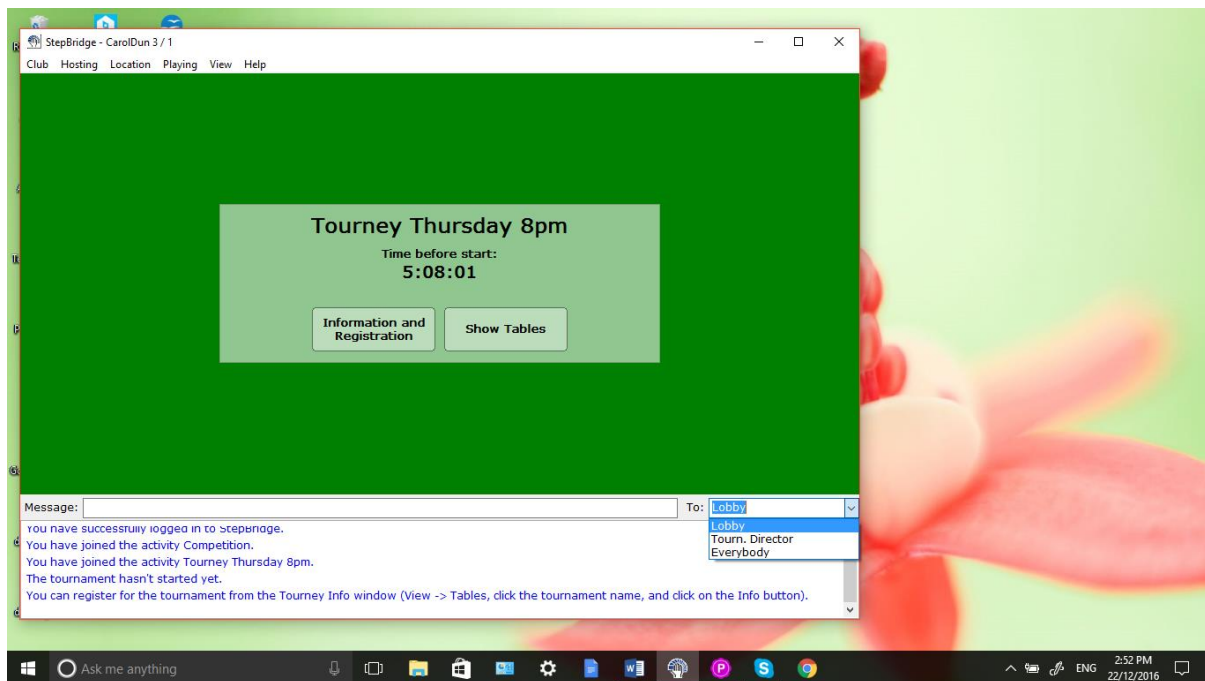 StepBridge - CarolDun 3 / 1
Club Hosting Location Playing View Help
Tourney Thursday 8pm
Time before start:
5:08:01
Information and
Registration
Show Tables
Message:
To: Lobby
Lobby
Tourn. Director
Everybody
You have successfully logged in to StepBridge.
You have joined the activity Competition.
You have joined the activity Tourney Thursday 8pm.
The tournament hasn't started yet.
You can register for the tournament from the Tourney Info window (View -> Tables, click the tournament name, and click on the Info button).
Ask me anything
ENG
2:52 PM
22/12/2016